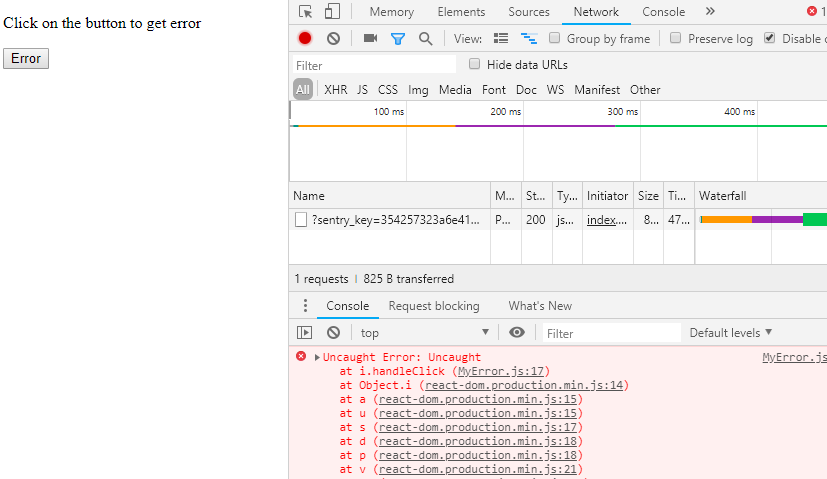 Click on the button to get error
Error
Memory Elements Sources Network Console » 1
View: Group by frame Preserve log Disable c
Filter Hide data URLs
All XHR JS CSS Img Media Font Doc WS Manifest Other
100 ms 200 ms 300 ms 400 ms
Name M... St... Ty... Initiator Size Ti... Waterfall
?sentry_key=354257323a6e41... P... 200 js... index.... 8... 47...
1 requests | 825 B transferred
Console Request blocking What's New
top Filter Default levels
Uncaught Error: Uncaught MyError.js
at i.handleClick (MyError.js:17)
at Object.i (react-dom.production.min.js:14)
at a (react-dom.production.min.js:15)
at u (react-dom.production.min.js:15)
at s (react-dom.production.min.js:17)
at d (react-dom.production.min.js:18)
at p (react-dom.production.min.js:18)
at v (react-dom.production.min.js:21)